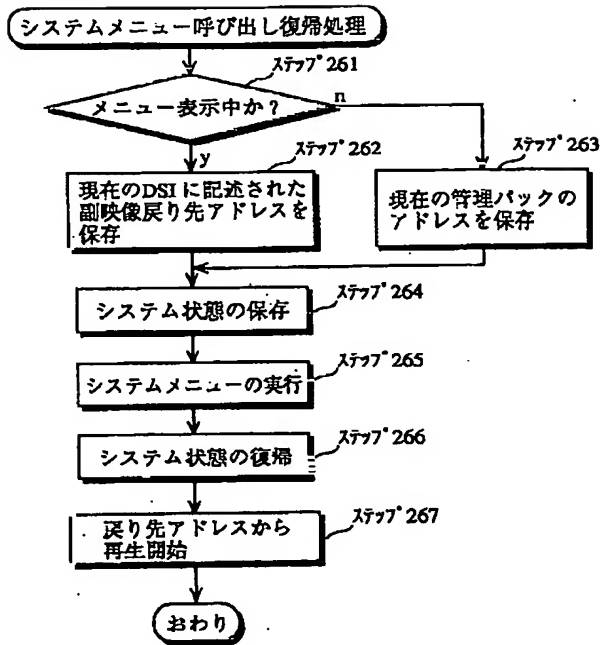 システムメニュー呼び出し復帰処理
ステップ261
メニュー表示中か?
n
y
ステップ262
ステップ263
現在のDSIに記述された
副映像戻り先アドレスを
保存
現在の管理パックの
アドレスを保存
ステップ264
システム状態の保存
ステップ265
システムメニューの実行
ステップ266
システム状態の復帰
ステップ267
戻り先アドレスから
再生開始
おわり